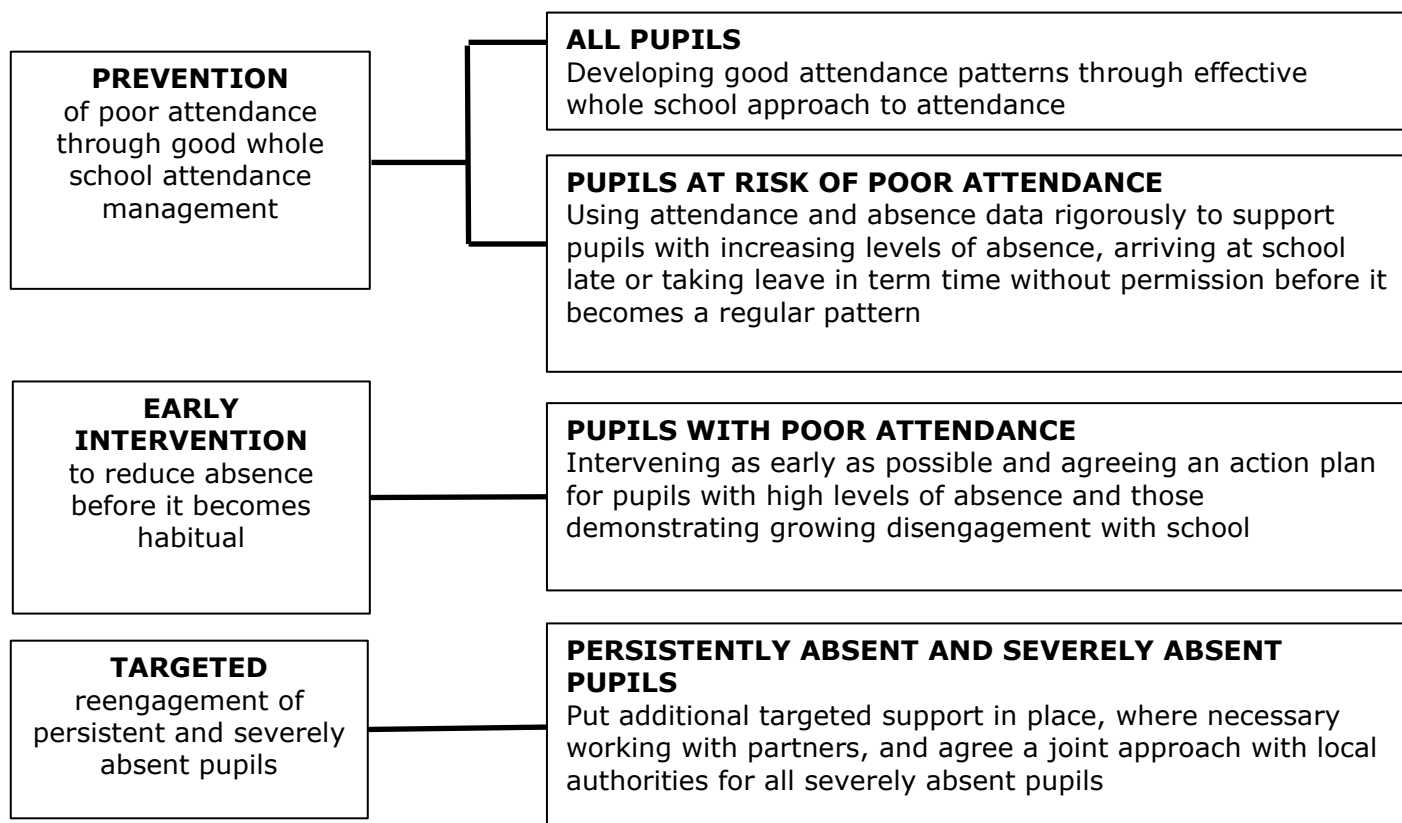 PREVENTION
of poor attendance
through good whole
school attendance
management
ALL PUPILS
Developing good attendance patterns through effective
whole school approach to attendance
PUPILS AT RISK OF POOR ATTENDANCE
Using attendance and absence data rigorously to support
pupils with increasing levels of absence, arriving at school
late or taking leave in term time without permission before it
becomes a regular pattern
EARLY
INTERVENTION
to reduce absence
before it becomes
habitual
PUPILS WITH POOR ATTENDANCE
Intervening as early as possible and agreeing an action plan
for pupils with high levels of absence and those
demonstrating growing disengagement with school
TARGETED
reengagement of
persistent and severely
absent pupils
PERSISTENTLY ABSENT AND SEVERELY ABSENT
PUPILS
Put additional targeted support in place, where necessary
working with partners, and agree a joint approach with local
authorities for all severely absent pupils